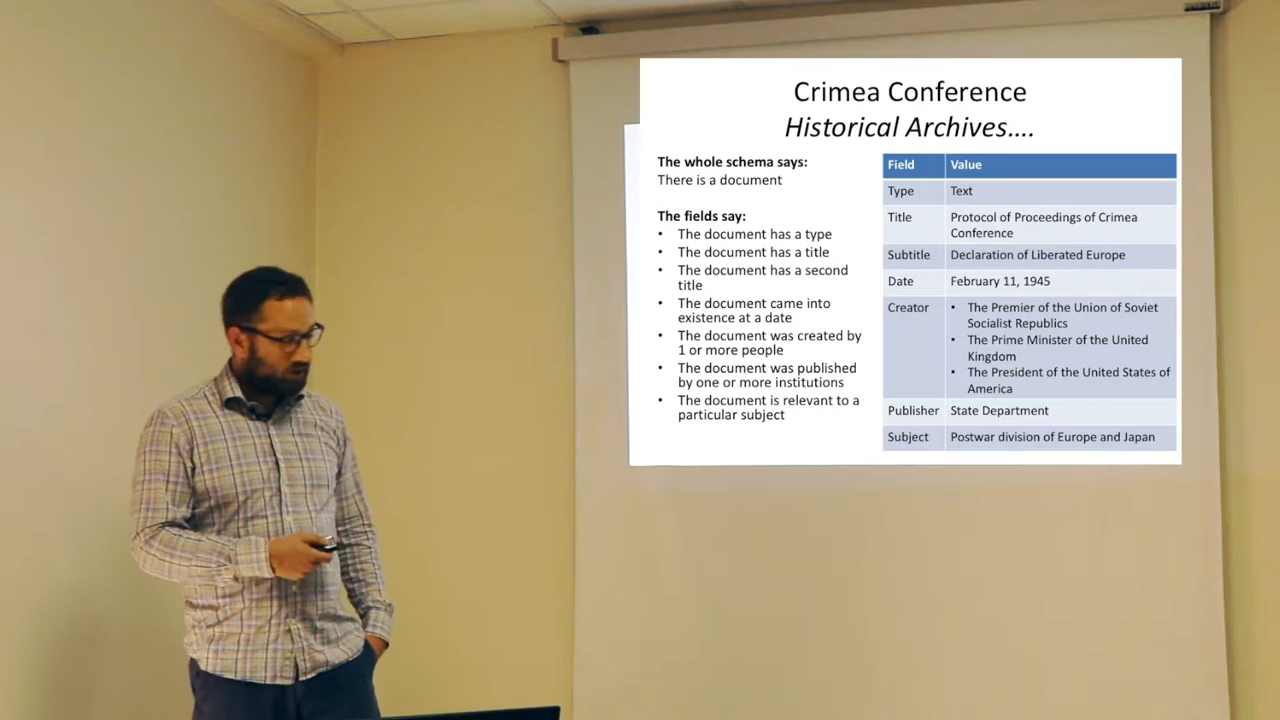 Crimea Conference
Historical Archives....
The whole schema says:
There is a document
The fields say:
• The document has a type
• The document has a title
• The document has a second
title
• The document came into
existence at a date
• The document was created by
1 or more people
• The document was published
by one or more institutions
• The document is relevant to a
particular subject
Field Value
Type Text
Title Protocol of Proceedings of Crimea
Conference
Subtitle Declaration of Liberated Europe
Date February 11, 1945
Creator • The Premier of the Union of Soviet
Socialist Republics
• The Prime Minister of the United
Kingdom
• The President of the United States of
America
Publisher State Department
Subject Postwar division of Europe and Japan